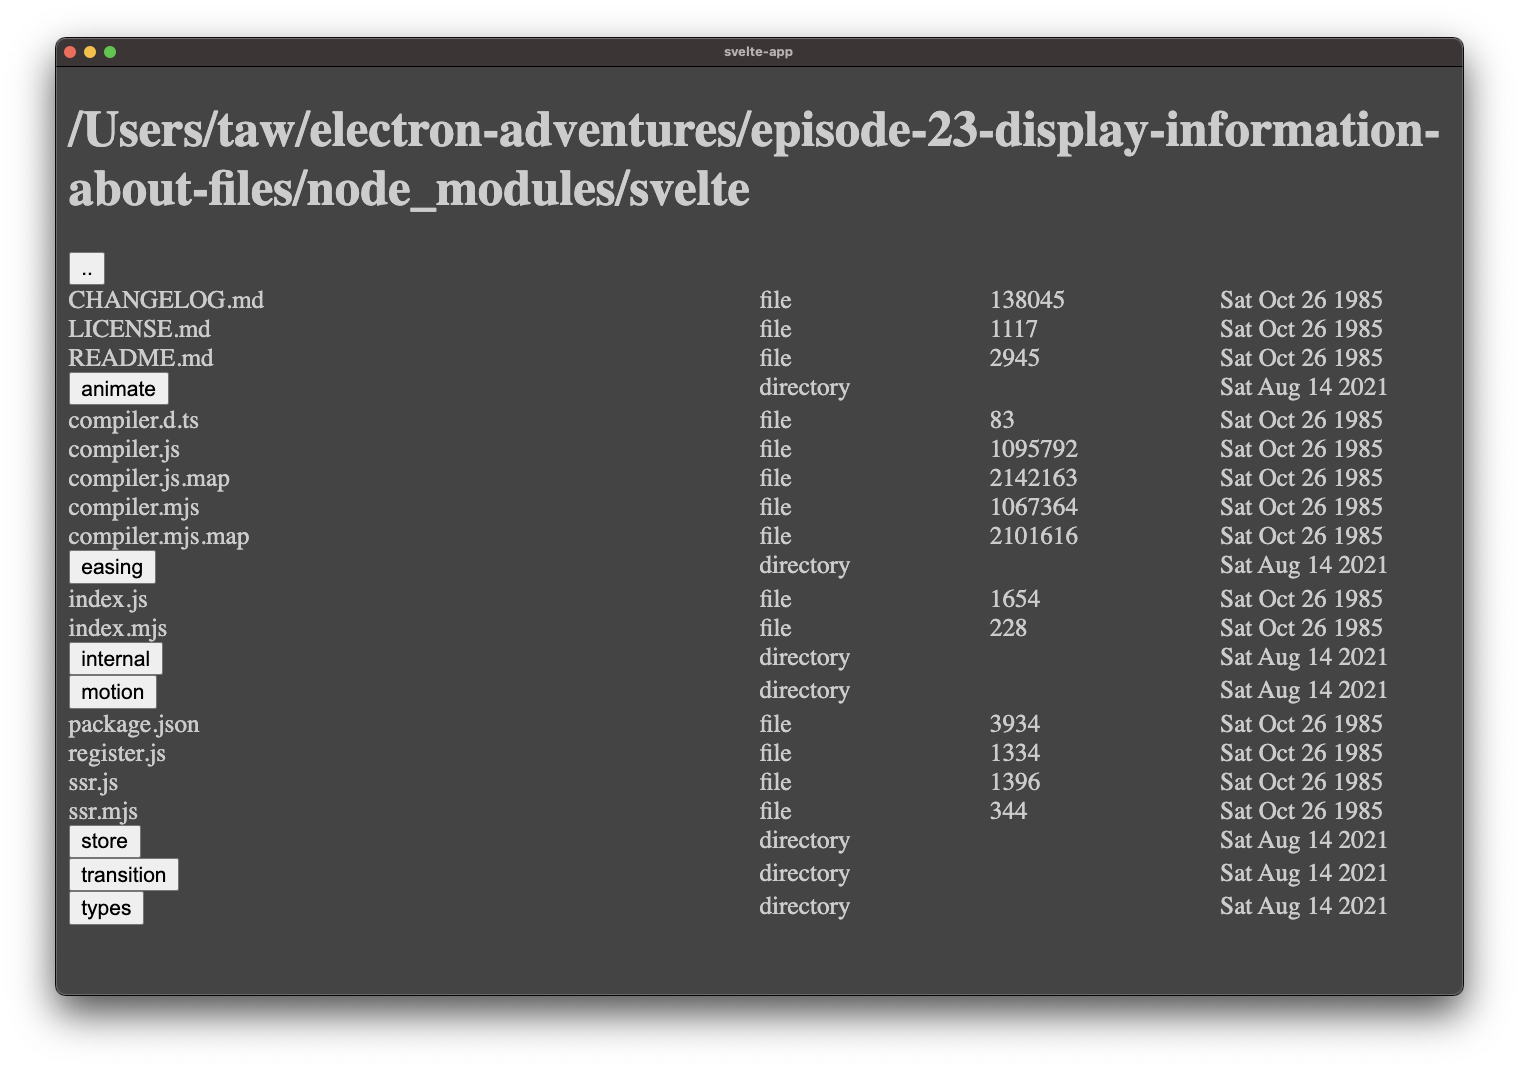 svelte-app
/Users/taw/electron-adventures/episode-23-display-information-
about-files/node_modules/svelte
..
CHANGELOG.md file 138045 Sat Oct 26 1985
LICENSE.md file 1117 Sat Oct 26 1985
README.md file 2945 Sat Oct 26 1985
animate directory Sat Aug 14 2021
compiler.d.ts file 83 Sat Oct 26 1985
compiler.js file 1095792 Sat Oct 26 1985
compiler.js.map file 2142163 Sat Oct 26 1985
compiler.mjs file 1067364 Sat Oct 26 1985
compiler.mjs.map file 2101616 Sat Oct 26 1985
easing directory Sat Aug 14 2021
index.js file 1654 Sat Oct 26 1985
index.mjs file 228 Sat Oct 26 1985
internal directory Sat Aug 14 2021
motion directory Sat Aug 14 2021
package.json file 3934 Sat Oct 26 1985
register.js file 1334 Sat Oct 26 1985
ssr.js file 1396 Sat Oct 26 1985
ssr.mjs file 344 Sat Oct 26 1985
store directory Sat Aug 14 2021
transition directory Sat Aug 14 2021
types directory Sat Aug 14 2021